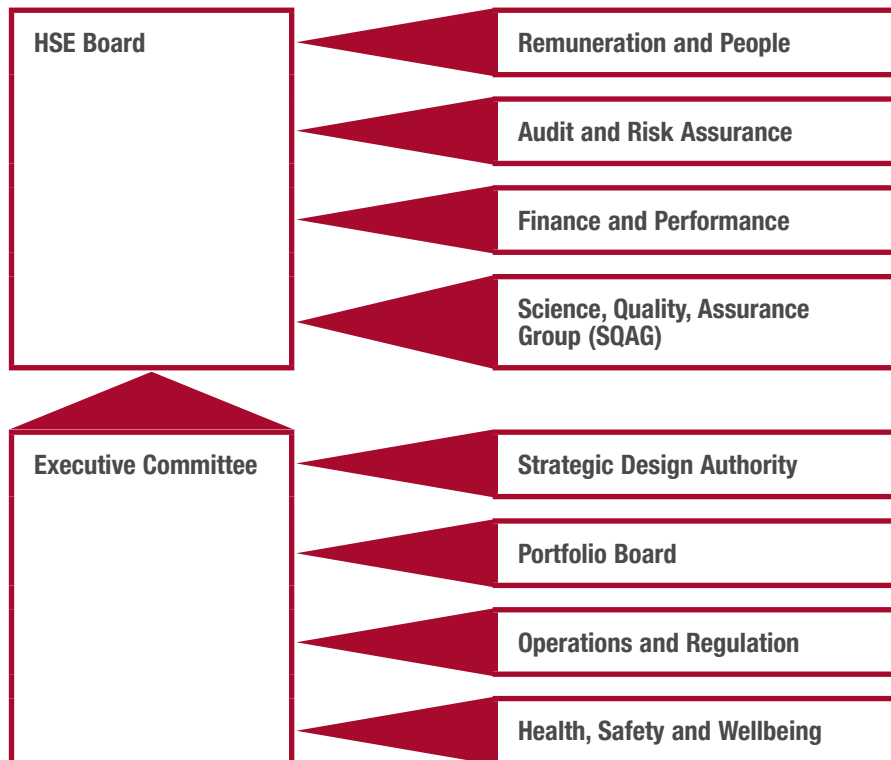 HSE Board
Remuneration and People
Audit and Risk Assurance
Finance and Performance
Science, Quality, Assurance
Group (SQAG)
Executive Committee
Strategic Design Authority
Portfolio Board
Operations and Regulation
Health, Safety and Wellbeing